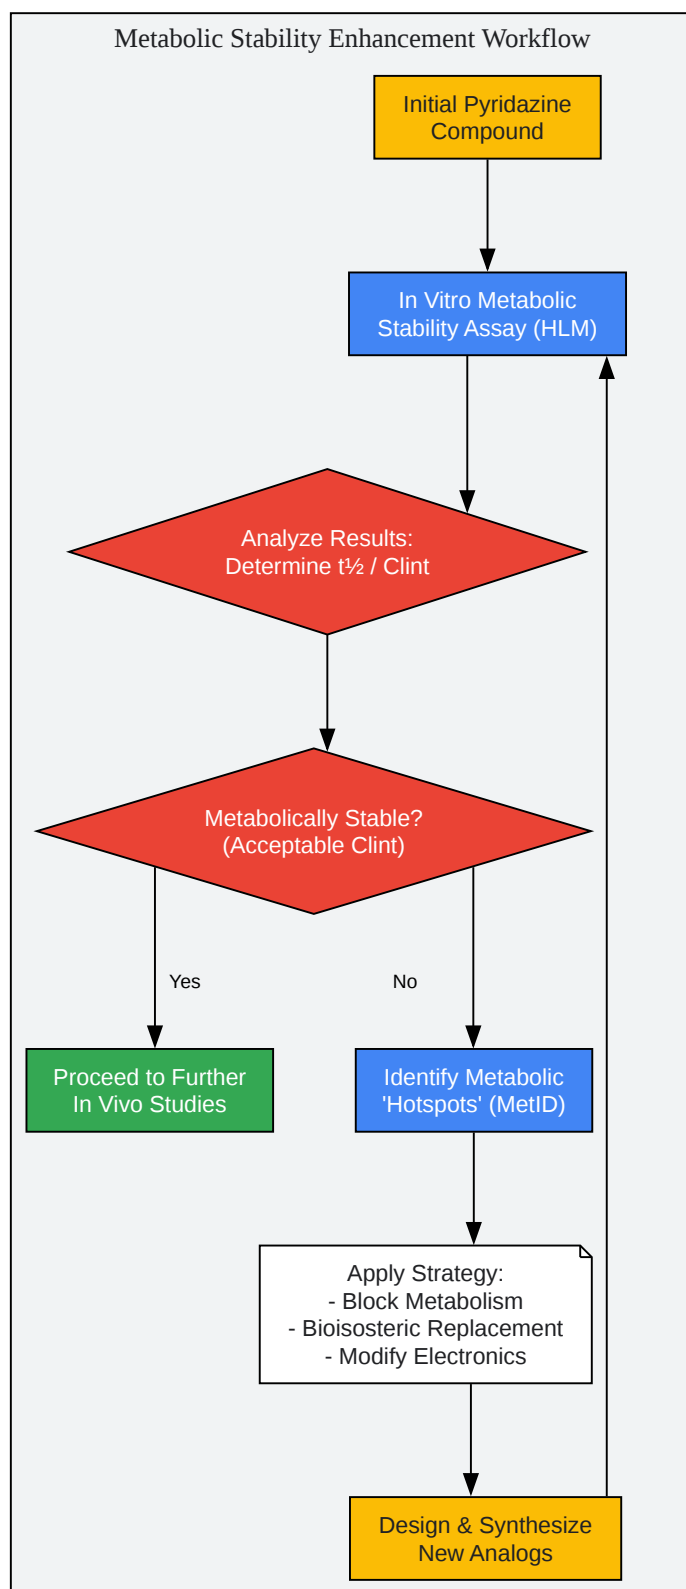 Metabolic Stability Enhancement Workflow
Initial Pyridazine
Compound
In Vitro Metabolic
Stability Assay (HLM)
Analyze Results:
Determine t½ / Clint
Metabolically Stable?
(Acceptable Clint)
Yes
No
Proceed to Further
In Vivo Studies
Identify Metabolic
'Hotspots' (MetID)
Apply Strategy:
- Block Metabolism
- Bioisosteric Replacement
- Modify Electronics
Design & Synthesize
New Analogs